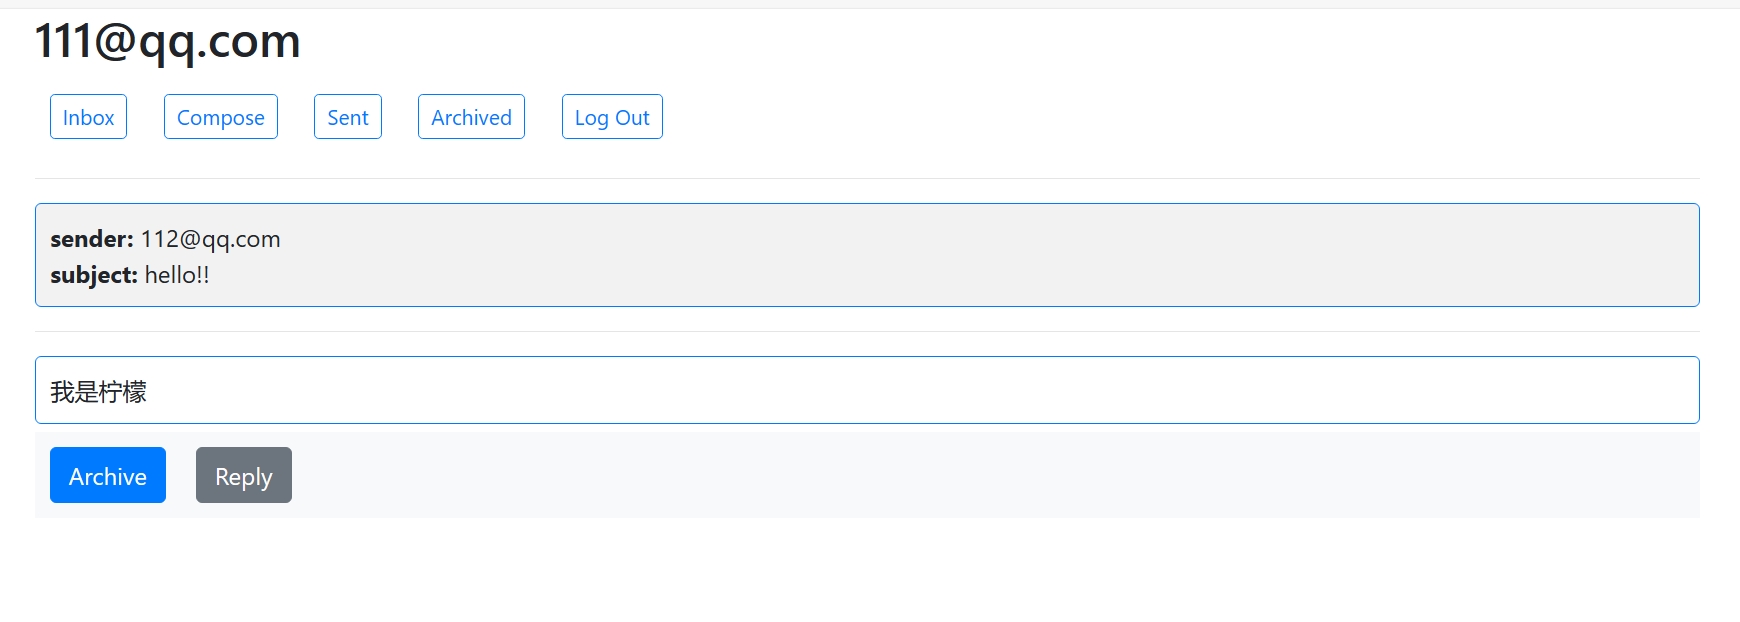 111@qq.com
Inbox Compose Sent Archived Log Out
sender: 112@qq.com
subject: hello!!
我是柠檬
Archive Reply